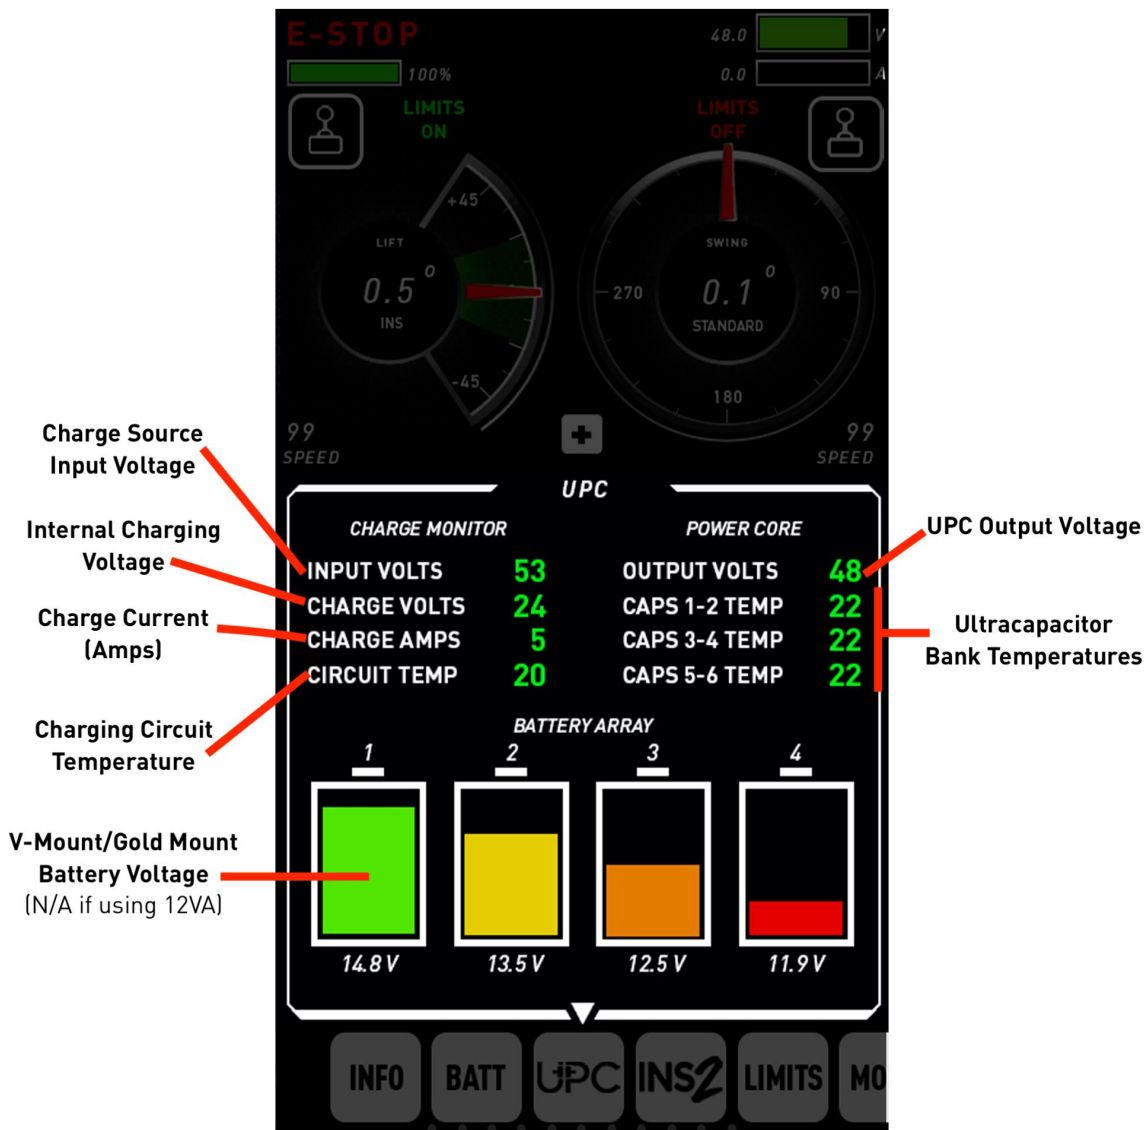 E-STOP
48.0 V
100%
0.0 A
LIMITS
ON
LIMITS
OFF
+45
LIFT
0.5 °
INS
-45
SWING
0.1 °
STANDARD
270
90
180
99
SPEED
99
SPEED
Charge Source
Input Voltage
Internal Charging
Voltage
Charge Current
(Amps)
Charging Circuit
Temperature
V-Mount/Gold Mount
Battery Voltage
(N/A if using 12VA)
UPC
CHARGE MONITOR
INPUT VOLTS 53
CHARGE VOLTS 24
CHARGE AMPS 5
CIRCUIT TEMP 20
POWER CORE
OUTPUT VOLTS 48
CAPS 1-2 TEMP 22
CAPS 3-4 TEMP 22
CAPS 5-6 TEMP 22
UPC Output Voltage
Ultracapacitor
Bank Temperatures
BATTERY ARRAY
1 2 3 4
14.8 V 13.5 V 12.5 V 11.9 V
INFO BATT UPC INS2 LIMITS MO